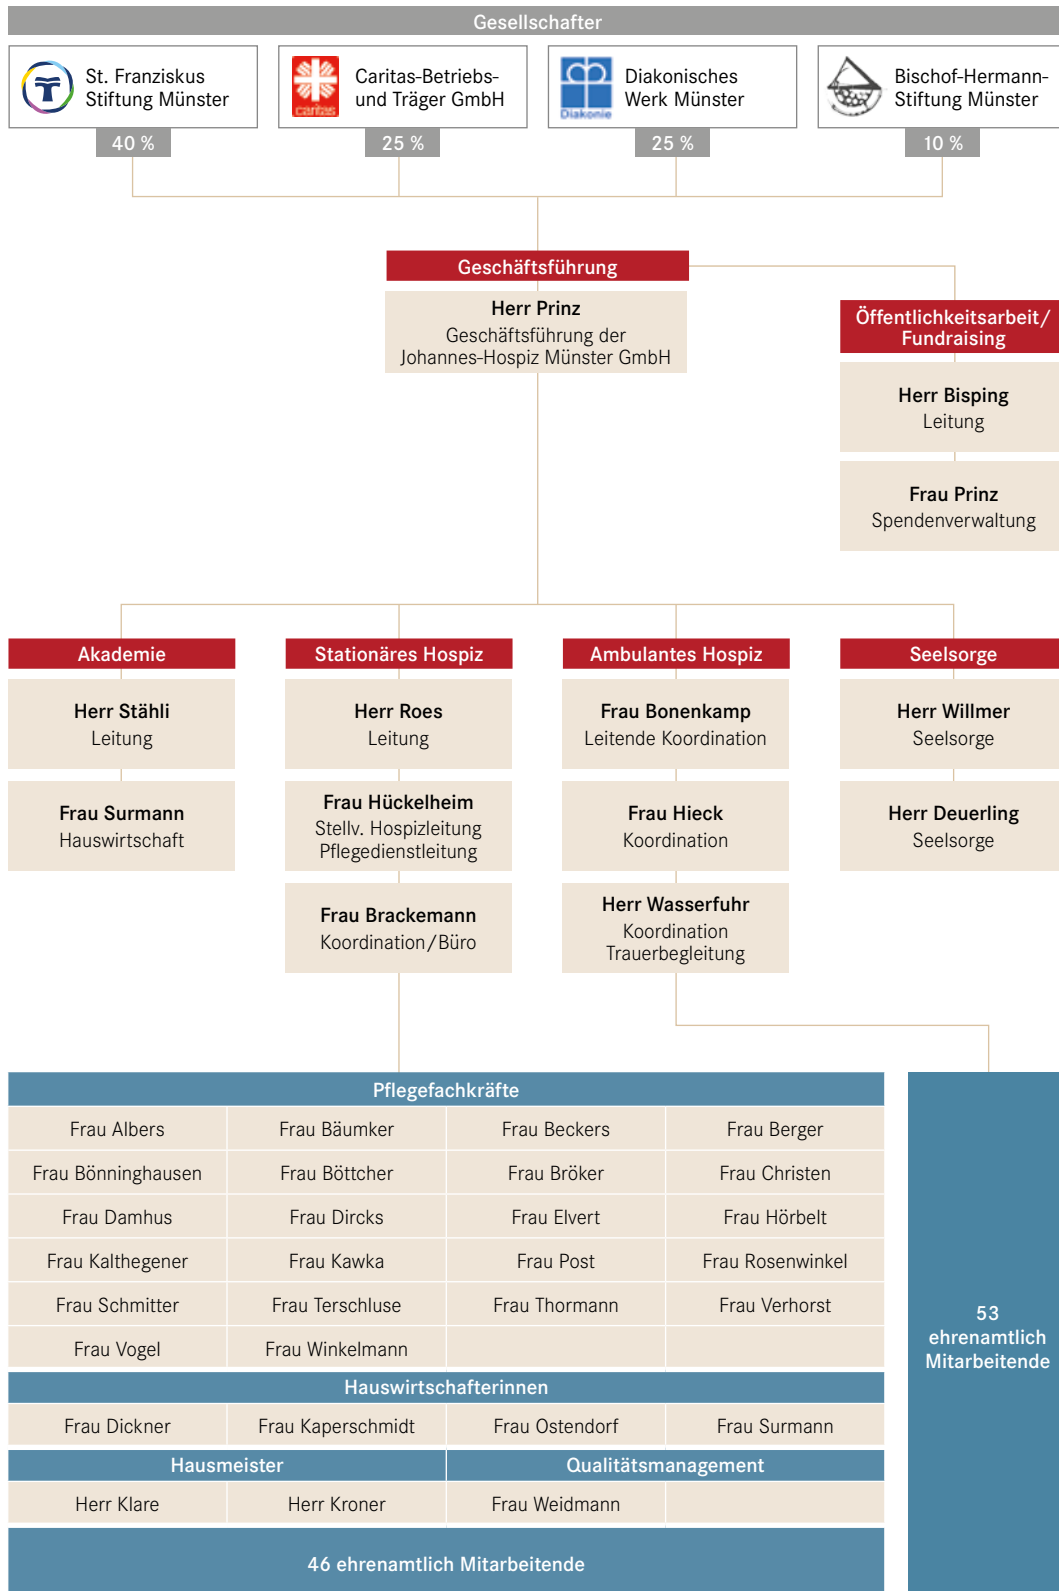 Gesellschafter
St. Franziskus
Stiftung Münster
caritas
Caritas-Betriebs-
und Träger GmbH
Diakonie
Diakonisches
Werk Münster
Bischof-Hermann-
Stiftung Münster
40 %
25 %
25 %
10 %
Geschäftsführung
Herr Prinz
Geschäftsführung der
Johannes-Hospiz Münster GmbH
Öffentlichkeitsarbeit/
Fundraising
Herr Bisping
Leitung
Frau Prinz
Spendenverwaltung
Akademie
Herr Stähli
Leitung
Frau Surmann
Hauswirtschaft
Stationäres Hospiz
Herr Roes
Leitung
Frau Hückelheim
Stellv. Hospizleitung
Pflegedienstleitung
Frau Brackemann
Koordination/Büro
Ambulantes Hospiz
Frau Bonenkamp
Leitende Koordination
Frau Hieck
Koordination
Herr Wasserfuhr
Koordination
Trauerbegleitung
Seelsorge
Herr Willmer
Seelsorge
Herr Deuerling
Seelsorge
Pflegefachkräfte
Frau Albers Frau Bäumker Frau Beckers Frau Berger
Frau Bönninghausen Frau Böttcher Frau Bröker Frau Christen
Frau Damhus Frau Dircks Frau Elvert Frau Hörbelt
Frau Kalthegener Frau Kawka Frau Post Frau Rosenwinkel
Frau Schmitter Frau Terschluse Frau Thormann Frau Verhorst
Frau Vogel Frau Winkelmann
Hauswirtschafterinnen
Frau Dickner Frau Kaperschmidt Frau Ostendorf Frau Surmann
Hausmeister Qualitätsmanagement
Herr Klare Herr Kroner Frau Weidmann
46 ehrenamtlich Mitarbeitende
53
ehrenamtlich
Mitarbeitende